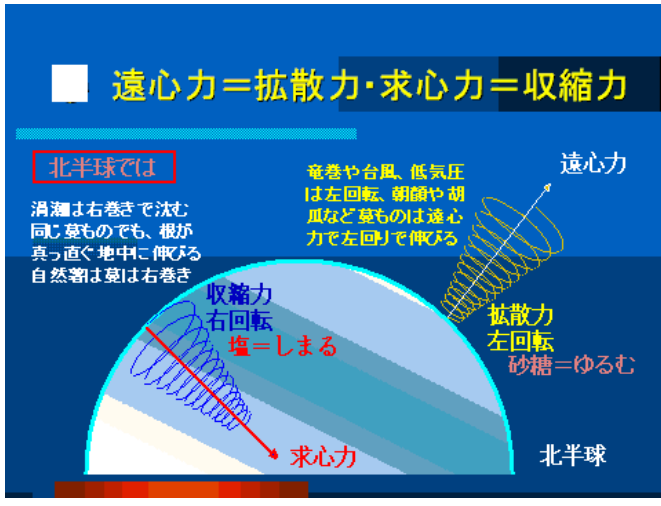 遠心力＝拡散力・求心力＝収縮力
北半球では
渦潮は右巻きで沈む
同じ蔓ものでも、根が
真っ直ぐ地中に伸びる
自然薯は蔓は右巻き
竜巻や台風、低気圧
は左回転、朝顔や胡
瓜など蔓ものは遠心
力で左回りで伸びる
遠心力
収縮力
右回転
塩＝しまる
拡散力
左回転
砂糖＝ゆるむ
求心力
北半球